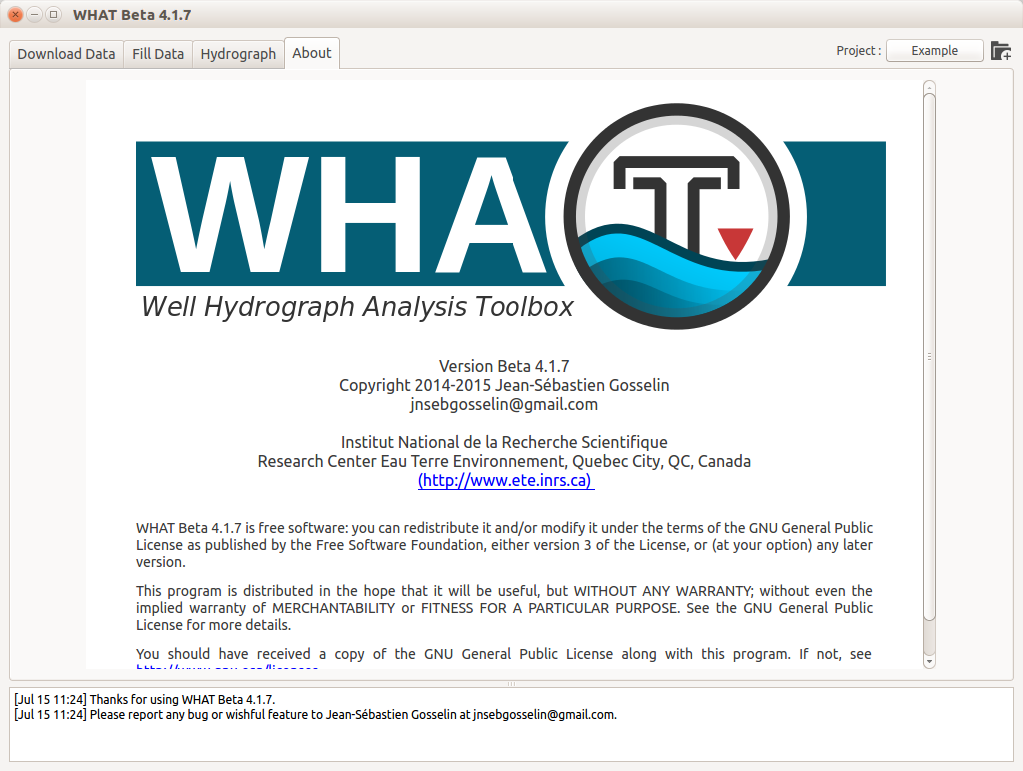 WHAT Beta 4.1.7
Download Data
Fill Data
Hydrograph
About
Project :
Example
WHAT
Well Hydrograph Analysis Toolbox
Version Beta 4.1.7
Copyright 2014-2015 Jean-Sébastien Gosselin
jnsebgosselin@gmail.com
Institut National de la Recherche Scientifique
Research Center Eau Terre Environnement, Quebec City, QC, Canada
(http://www.ete.inrs.ca)
WHAT Beta 4.1.7 is free software: you can redistribute it and/or modify it under the terms of the GNU General Public
License as published by the Free Software Foundation, either version 3 of the License, or (at your option) any later
version.
This program is distributed in the hope that it will be useful, but WITHOUT ANY WARRANTY; without even the
implied warranty of MERCHANTABILITY or FITNESS FOR A PARTICULAR PURPOSE. See the GNU General Public
License for more details.
You should have received a copy of the GNU General Public License along with this program. If not, see
[Jul 15 11:24] Thanks for using WHAT Beta 4.1.7.
[Jul 15 11:24] Please report any bug or wishful feature to Jean-Sébastien Gosselin at jnsebgosselin@gmail.com.